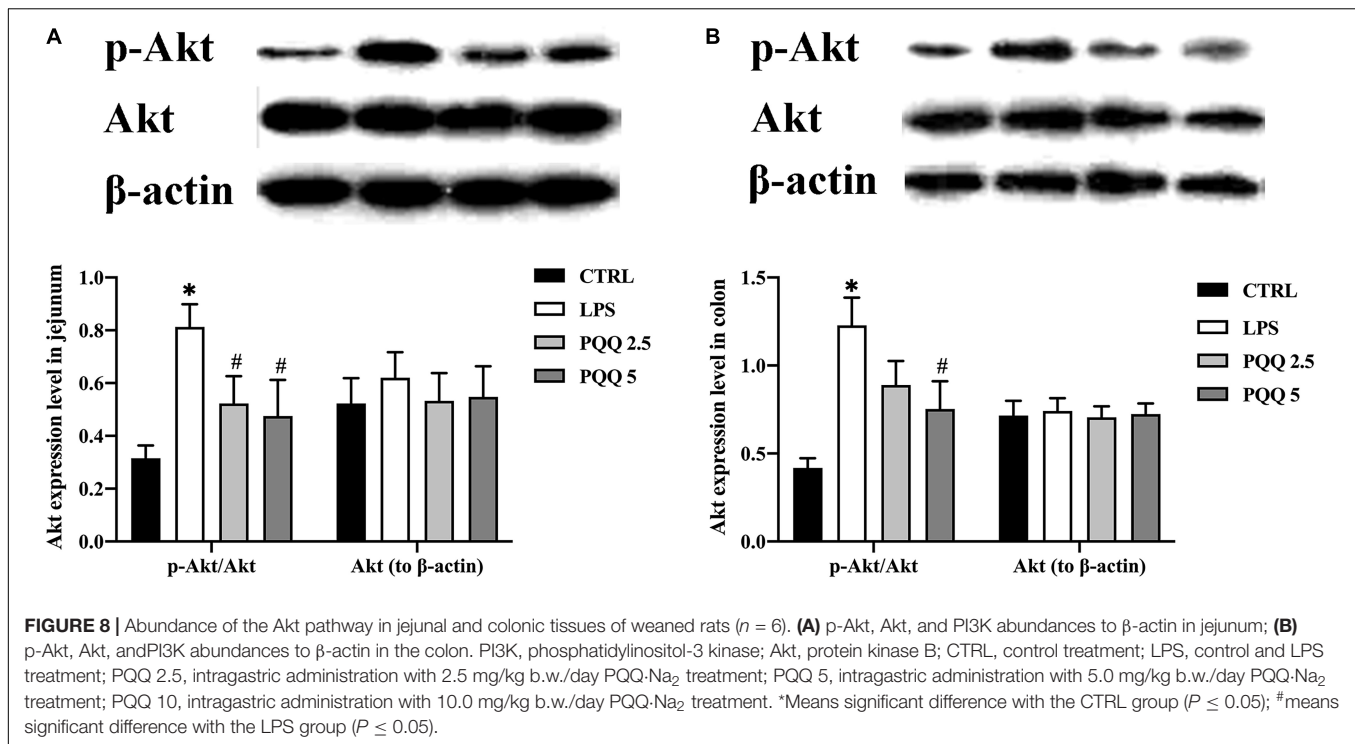 A
p-Akt
Akt
β-actin
Akt expression level in jejunum
1.0
0.8
0.6
0.4
0.2
0.0
*
#
#
p-Akt/Akt
Akt (to β-actin)
CTRL
LPS
PQQ 2.5
PQQ 5
B
p-Akt
Akt
β-actin
Akt expression level in colon
1.5
1.0
0.5
0.0
*
#
p-Akt/Akt
Akt (to β-actin)
CTRL
LPS
PQQ 2.5
PQQ 5
FIGURE 8 | Abundance of the Akt pathway in jejunal and colonic tissues of weaned rats (n = 6). (A) p-Akt, Akt, and PI3K abundances to β-actin in jejunum; (B)
p-Akt, Akt, andPI3K abundances to β-actin in the colon. PI3K, phosphatidylinositol-3 kinase; Akt, protein kinase B; CTRL, control treatment; LPS, control and LPS
treatment; PQQ 2.5, intragastric administration with 2.5 mg/kg b.w./day PQQ·Na₂ treatment; PQQ 5, intragastric administration with 5.0 mg/kg b.w./day PQQ·Na₂
treatment; PQQ 10, intragastric administration with 10.0 mg/kg b.w./day PQQ·Na₂ treatment. *Means significant difference with the CTRL group (P ≤ 0.05); #means
significant difference with the LPS group (P ≤ 0.05).